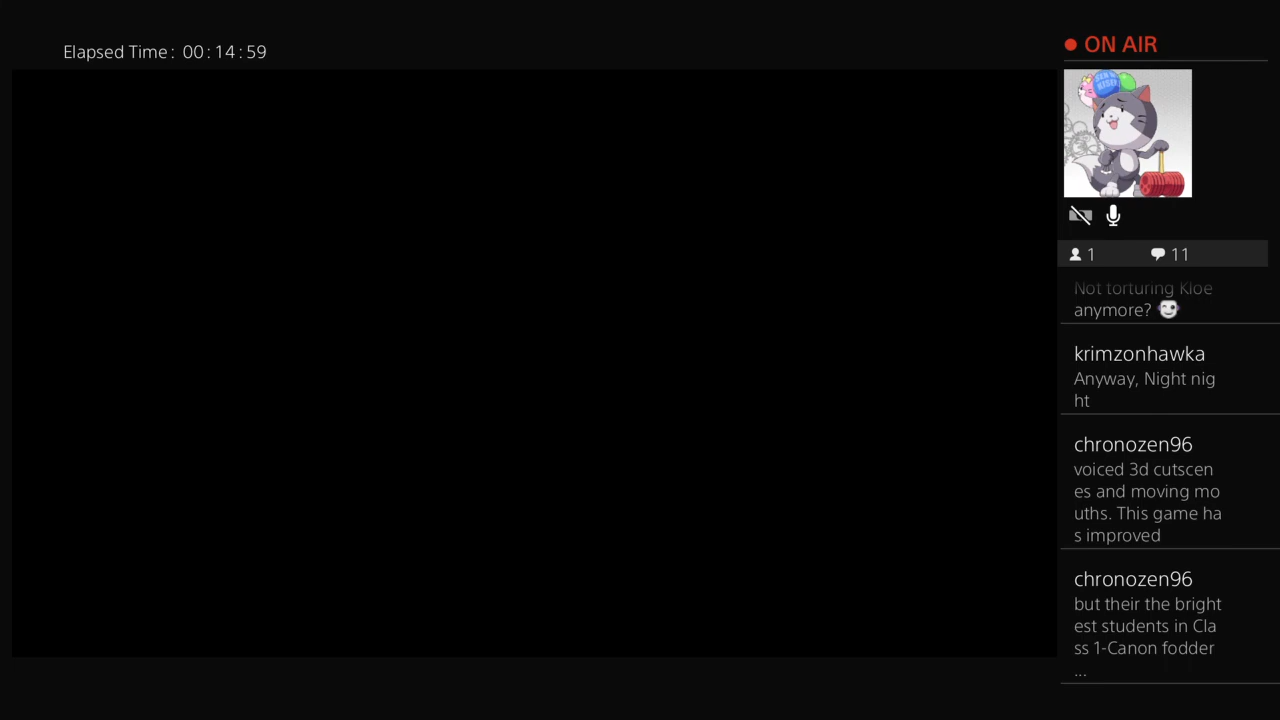 Elapsed Time: 00:14:59
ON AIR
1
11
Not torturing Kloe
anymore?
krimzonhawka
Anyway, Night nig
ht
chronozen96
voiced 3d cutscen
es and moving mo
uths. This game ha
s improved
chronozen96
but their the bright
est students in Cla
ss 1-Canon fodder
...